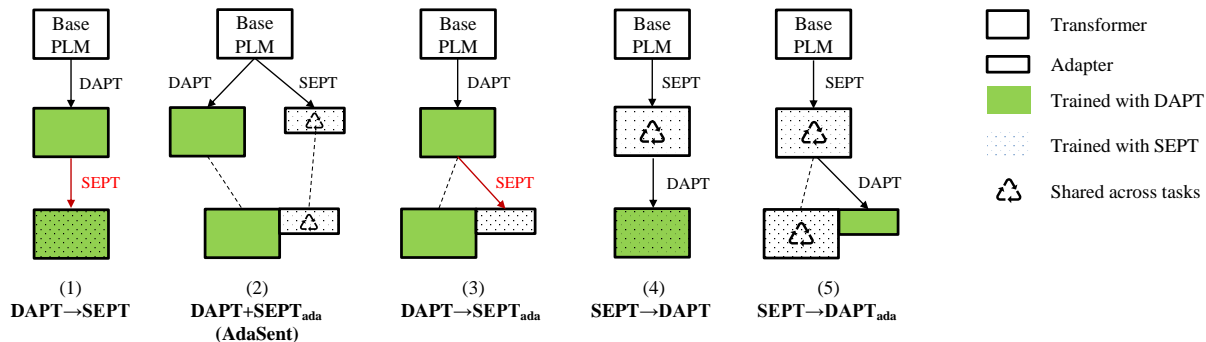 Base
PLM
DAPT
SEPT
(1)
DAPT→SEPT
Base
PLM
DAPT
SEPT
(2)
DAPT+SEPTada
(AdaSent)
Base
PLM
DAPT
SEPT
(3)
DAPT→SEPTada
Base
PLM
SEPT
DAPT
(4)
SEPT→DAPT
Base
PLM
SEPT
DAPT
(5)
SEPT→DAPTada
Transformer
Adapter
Trained with DAPT
Trained with SEPT
Shared across tasks